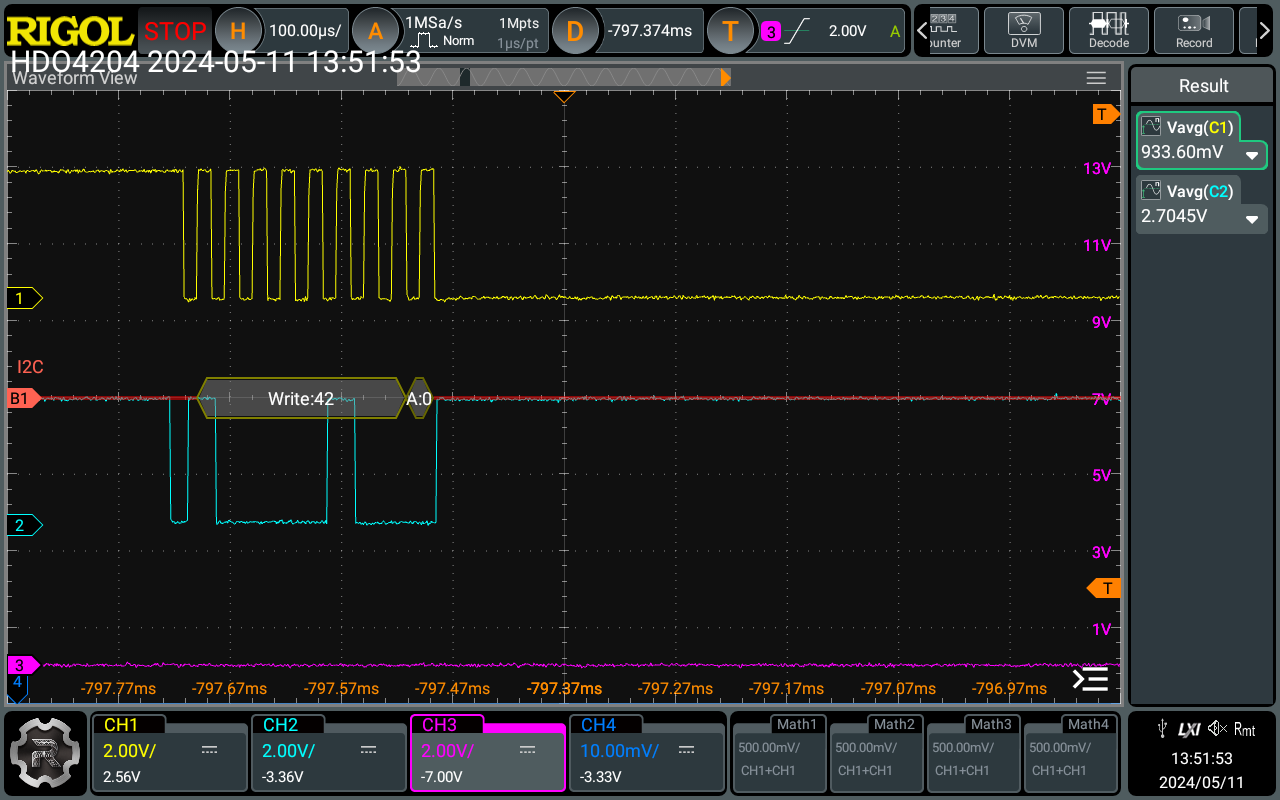 RIGOL STOP H 100.00µs/ A 1MSa/s 1Mpts D -797.374ms T 3 2.00V A
Norm 1µs/pt
DVM Decode Record
HDO4204 2024-05-11 13:51:53
Waveform View
Result
T
Vavg(C1)
933.60mV
Vavg(C2)
2.7045V
13V
11V
1
9V
I2C
B1 Write:42 A:0 7V
5V
2
3V
T
1V
3
4
-797.77ms -797.67ms -797.57ms -797.47ms -797.37ms -797.27ms -797.17ms -797.07ms -796.97ms
CH1 CH2 CH3 CH4 Math1 Math2 Math3 Math4
2.00V/ 2.00V/ 2.00V/ 10.00mV/ 500.00mV/ 500.00mV/ 500.00mV/ 500.00mV/
2.56V -3.36V -7.00V -3.33V CH1+CH1 CH1+CH1 CH1+CH1 CH1+CH1
R
LXI Rmt
13:51:53
2024/05/11